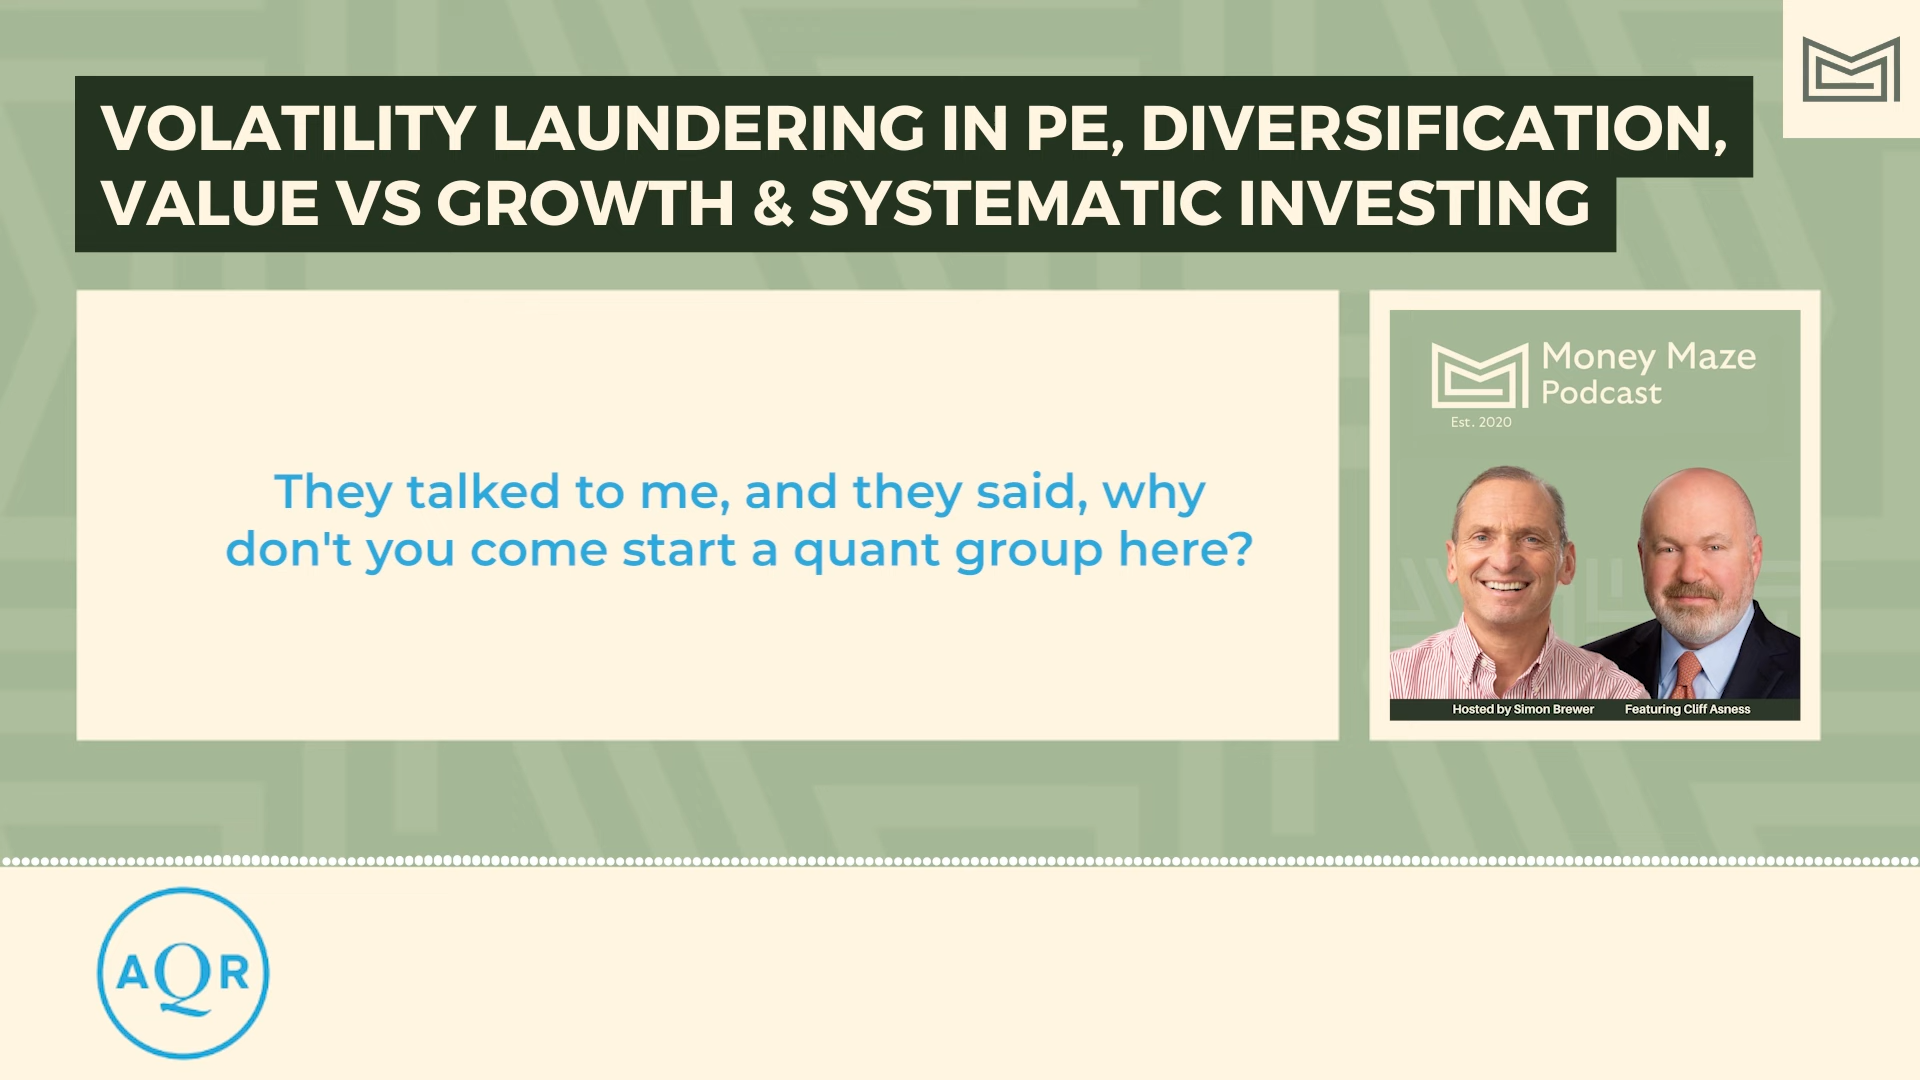 VOLATILITY LAUNDERING IN PE, DIVERSIFICATION,
VALUE VS GROWTH & SYSTEMATIC INVESTING
They talked to me, and they said, why
don't you come start a quant group here?
Money Maze
Podcast
Est. 2020
Hosted by Simon Brewer Featuring Cliff Asness
AQR